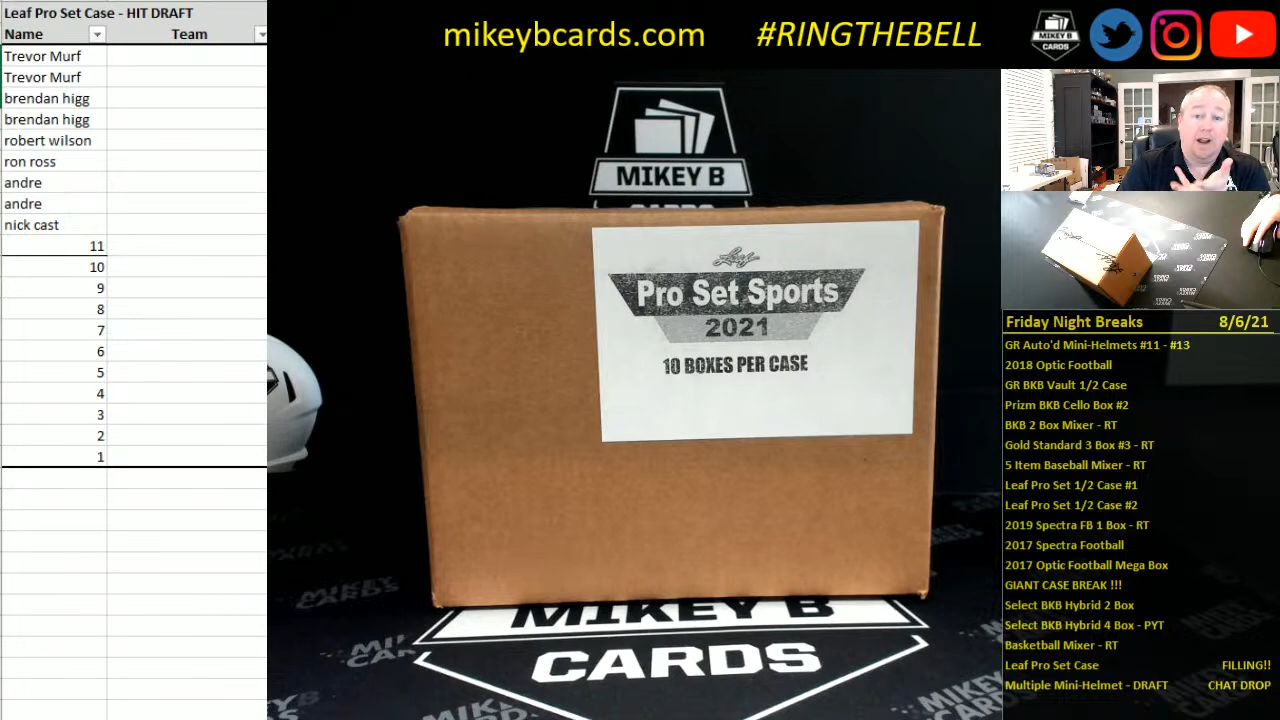 Leaf Pro Set Case - HIT DRAFT
Name Team
Trevor Murf
Trevor Murf
brendan higg
brendan higg
robert wilson
ron ross
andre
andre
nick cast
11
10
9
8
7
6
5
4
3
2
1
mikeybcards.com #RINGTHEBELL
MIKEY B
CARDS
MIKEY B
Leaf
Pro Set Sports
2021
10 BOXES PER CASE
MIKEY B
CARDS
Friday Night Breaks 8/6/21
GR Auto'd Mini-Helmets #11 - #13
2018 Optic Football
GR BKB Vault 1/2 Case
Prizm BKB Cello Box #2
BKB 2 Box Mixer - RT
Gold Standard 3 Box #3 - RT
5 Item Baseball Mixer - RT
Leaf Pro Set 1/2 Case #1
Leaf Pro Set 1/2 Case #2
2019 Spectra FB 1 Box - RT
2017 Spectra Football
2017 Optic Football Mega Box
GIANT CASE BREAK !!!
Select BKB Hybrid 2 Box
Select BKB Hybrid 4 Box - PYT
Basketball Mixer - RT
Leaf Pro Set Case FILLING!!
Multiple Mini-Helmet - DRAFT CHAT DROP